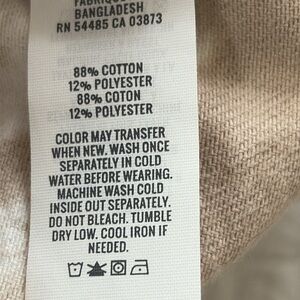 FABRIQUÉ
BANGLADESH
RN 54485 CA 03873
88% COTTON
12% POLYESTER
88% COTON
12% POLYESTER
COLOR MAY TRANSFER
WHEN NEW. WASH ONCE
SEPARATELY IN COLD
WATER BEFORE WEARING.
MACHINE WASH COLD
INSIDE OUT SEPARATELY.
DO NOT BLEACH. TUMBLE
DRY LOW. COOL IRON IF
NEEDED.